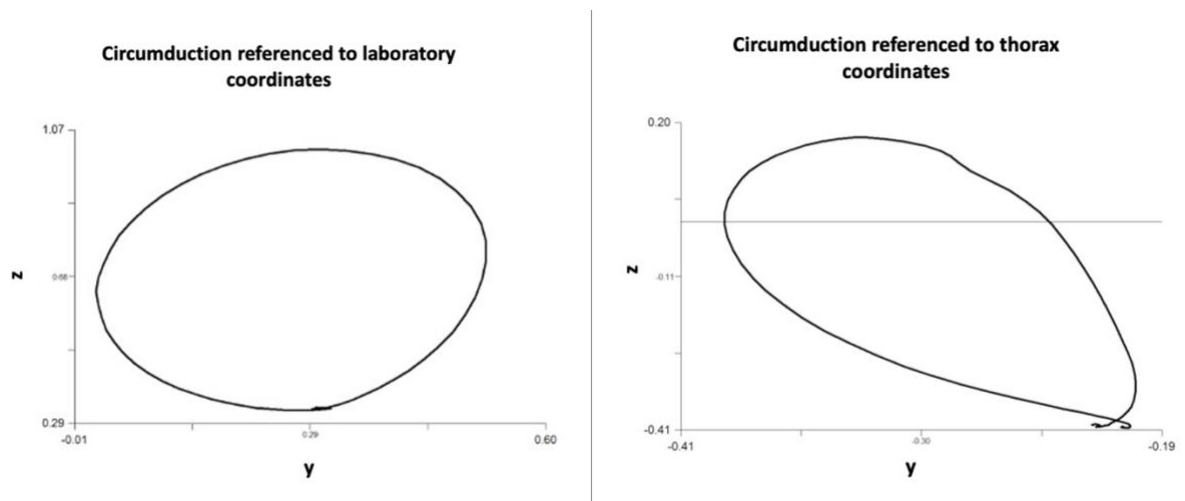 Circumduction referenced to laboratory
coordinates
1.07
z
0.68
0.29
-0.01
0.29
0.60
y
Circumduction referenced to thorax
coordinates
0.20
z
-0.11
-0.41
-0.41
-0.30
-0.19
y